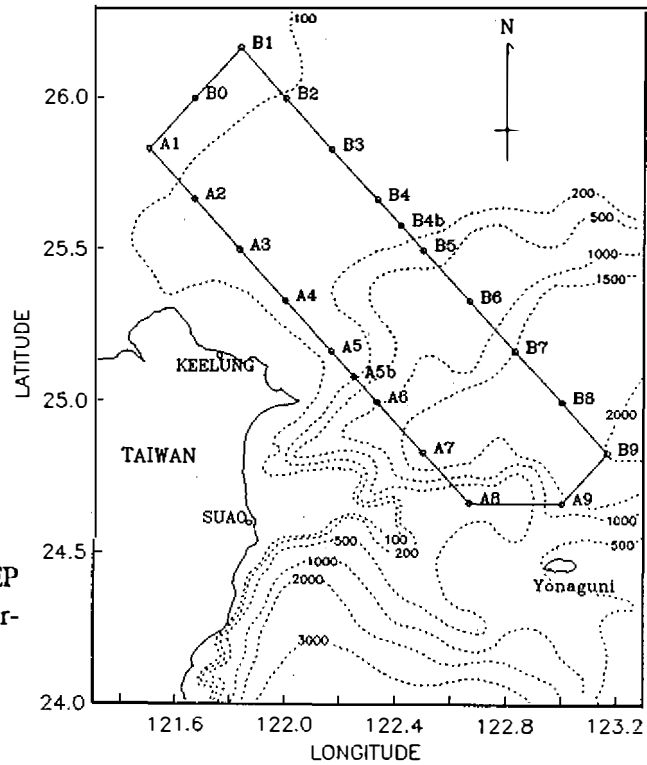 100
N
B1
26.0
B0
B2
A1
B3
A2
B4
200
B4b
500
25.5
A3
B5
1000
1500
A4
B6
LATITUDE
A5
B7
KEELUNG
A5b
25.0
A6
B8
2000
TAIWAN
A7
B9
SUAO
A8
A9
1000
24.5
500
100
500
200
1000
EP
2000
Yonaguni
r-
3000
24.0
121.6
122.0
122.4
122.8
123.2
LONGITUDE